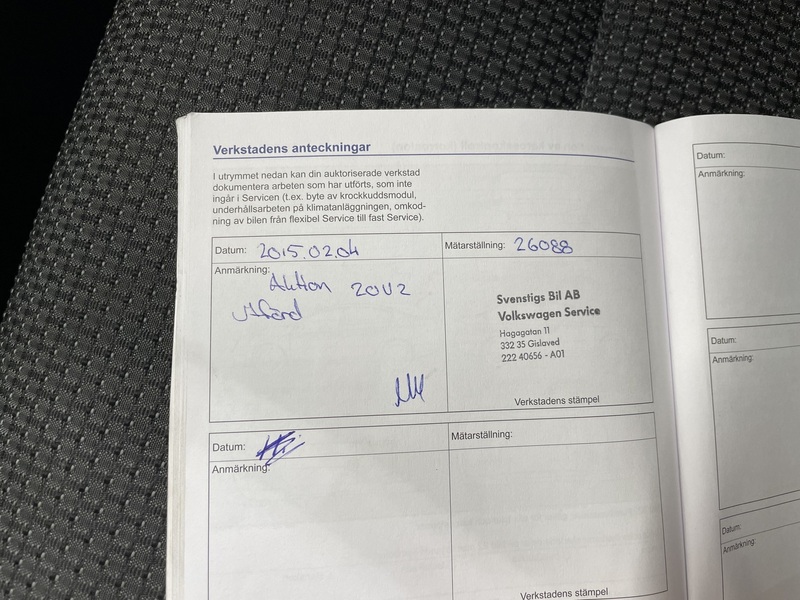 Verkstadens anteckningar
I utrymmet nedan kan din auktoriserade verkstad
dokumentera arbeten som har utförts, som inte
ingår i Servicen (t.ex. byte av krockkuddsmodul,
underhållsarbeten på klimatanläggningen, omkod-
ning av bilen från flexibel Service till fast Service).
Datum: 2015.02.04
Mätarställning: 26088
Anmärkning:
Aktion 20U2
Utförd
Svenstigs Bil AB
Volkswagen Service
Hagagatan 11
332 35 Gislaved
222 40656 - A01
Verkstadens stämpel
Datum:
Mätarställning:
Anmärkning:
Verkstadens stämpel
Datum:
Anmärkning:
Datum:
Anmärkning:
Datum:
Anmärkning: